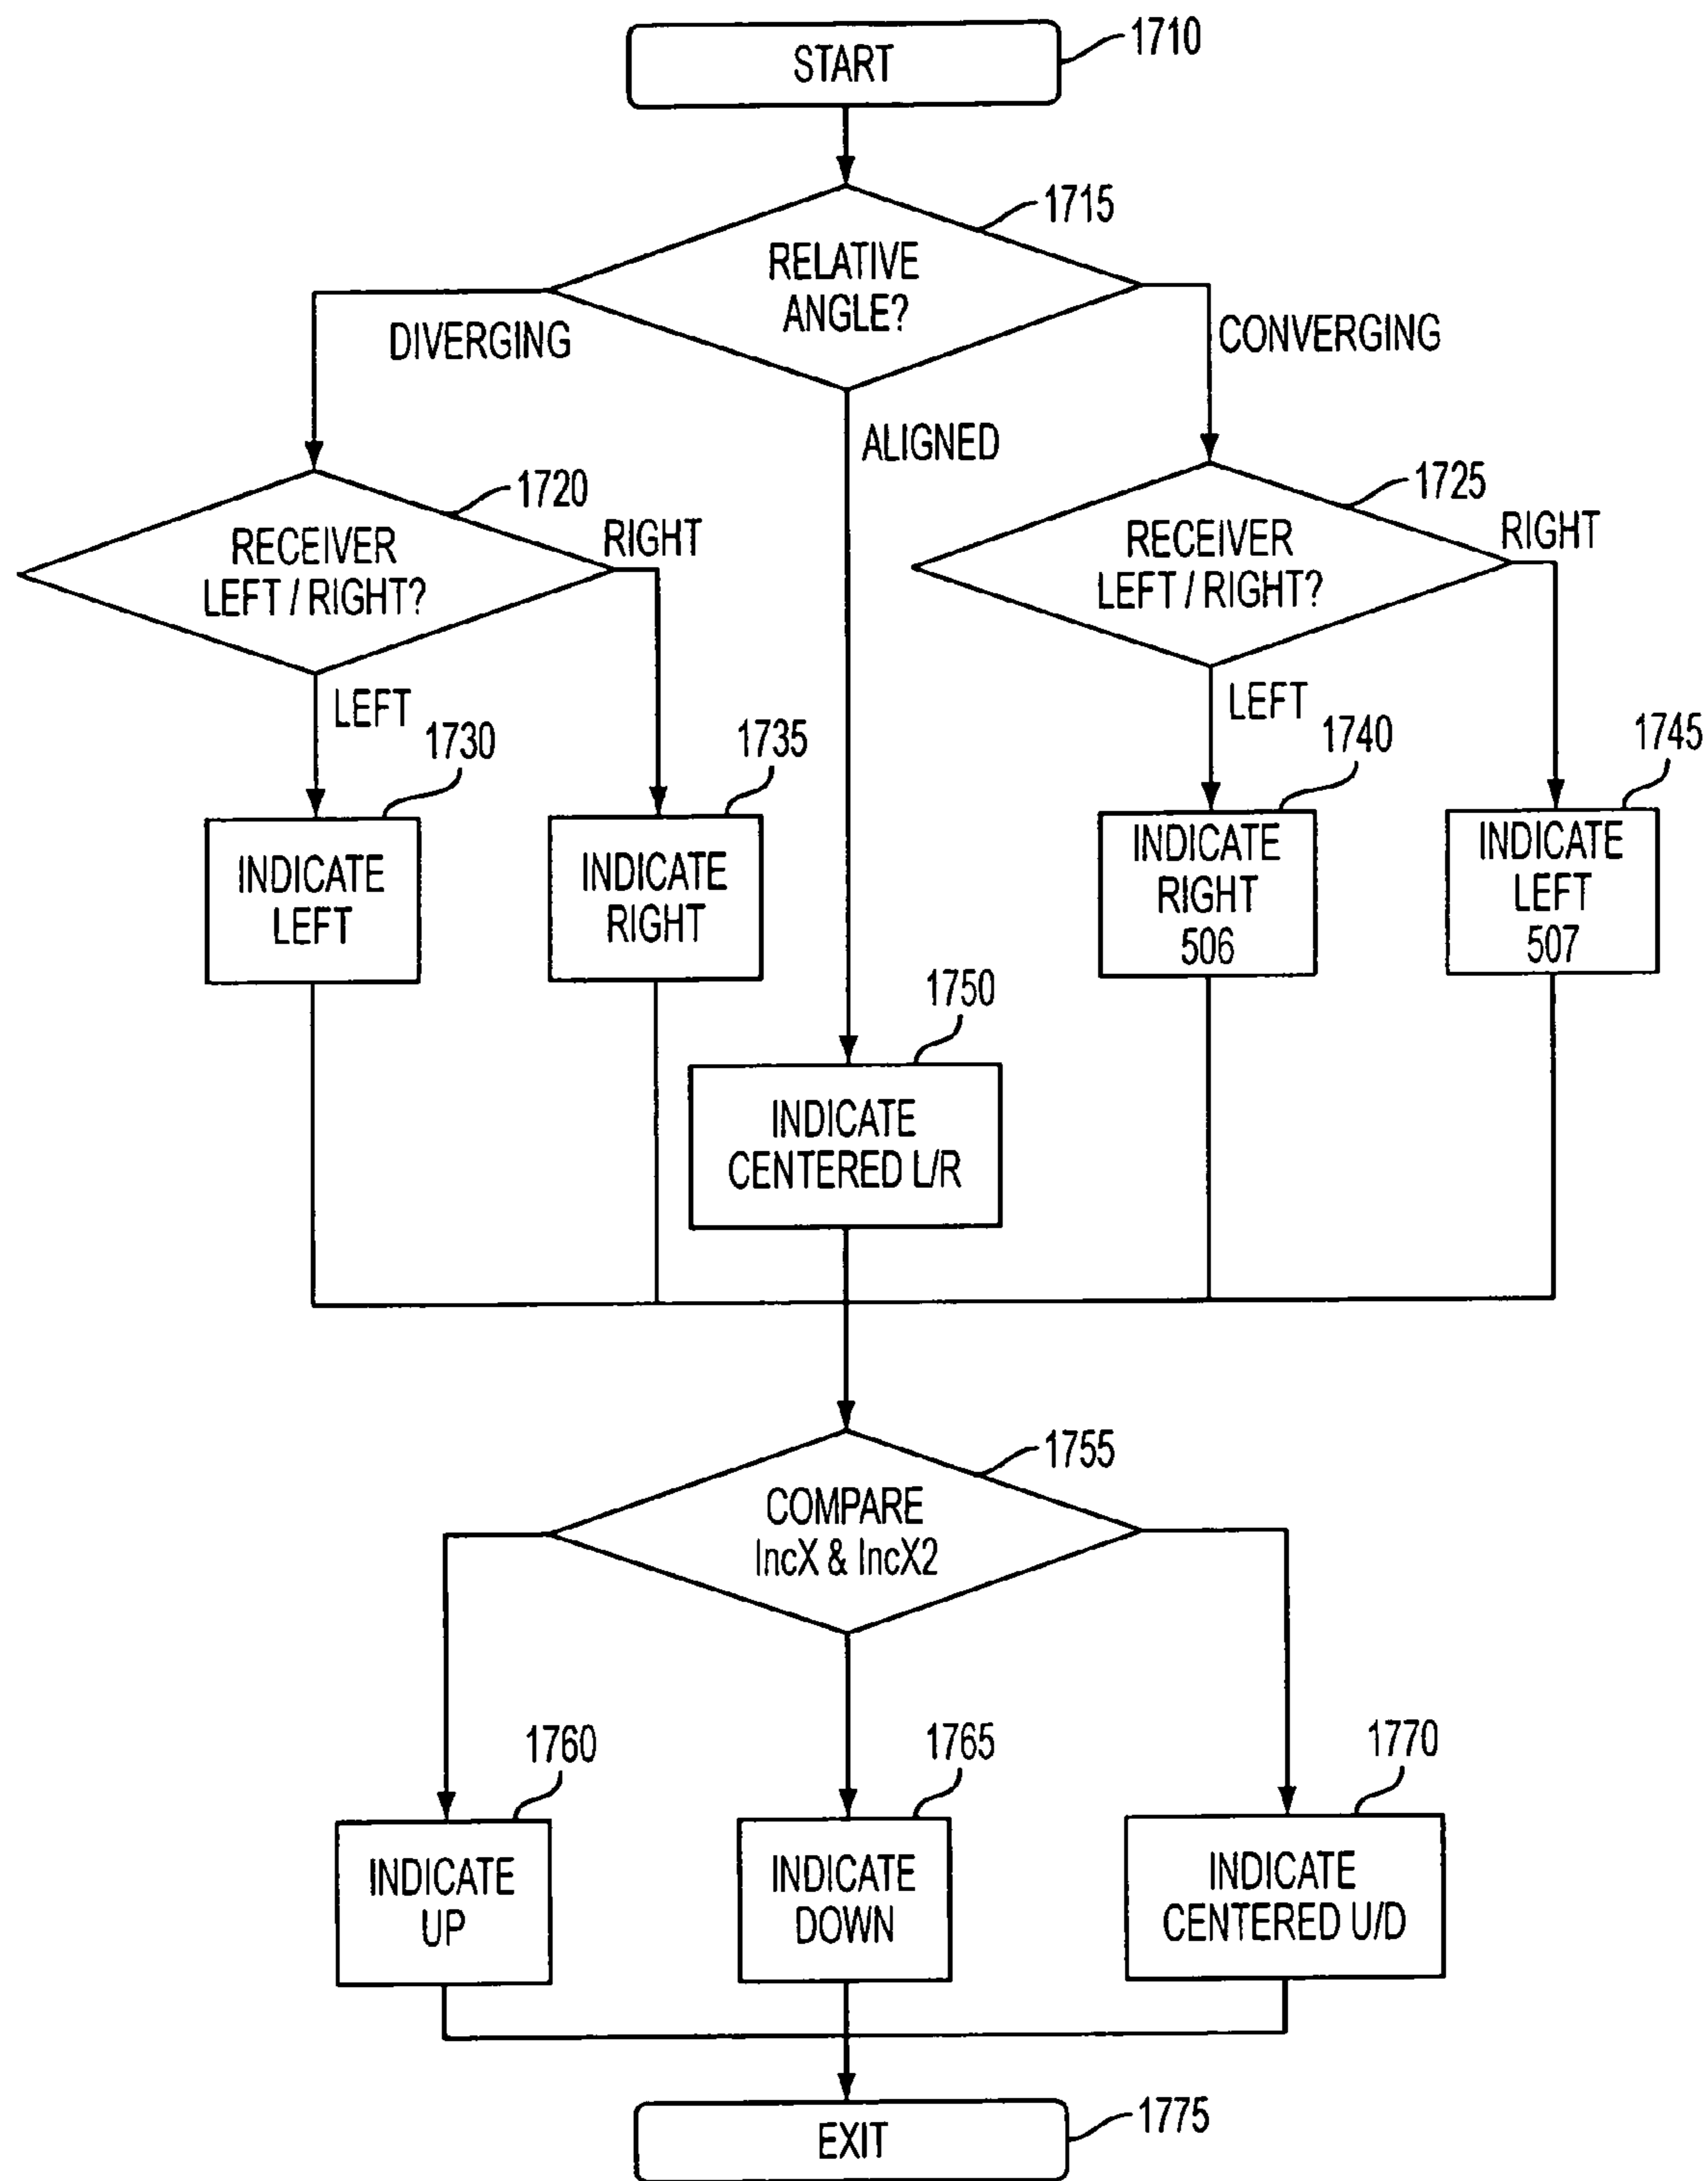 START
1710
RELATIVE
ANGLE?
1715
DIVERGING
CONVERGING
ALIGNED
RECEIVER
LEFT / RIGHT?
1720
RIGHT
LEFT
RECEIVER
LEFT / RIGHT?
1725
RIGHT
LEFT
1730
INDICATE
LEFT
1735
INDICATE
RIGHT
1740
INDICATE
RIGHT
506
1745
INDICATE
LEFT
507
1750
INDICATE
CENTERED L/R
1755
COMPARE
IncX & IncX2
1760
INDICATE
UP
1765
INDICATE
DOWN
1770
INDICATE
CENTERED U/D
EXIT
1775